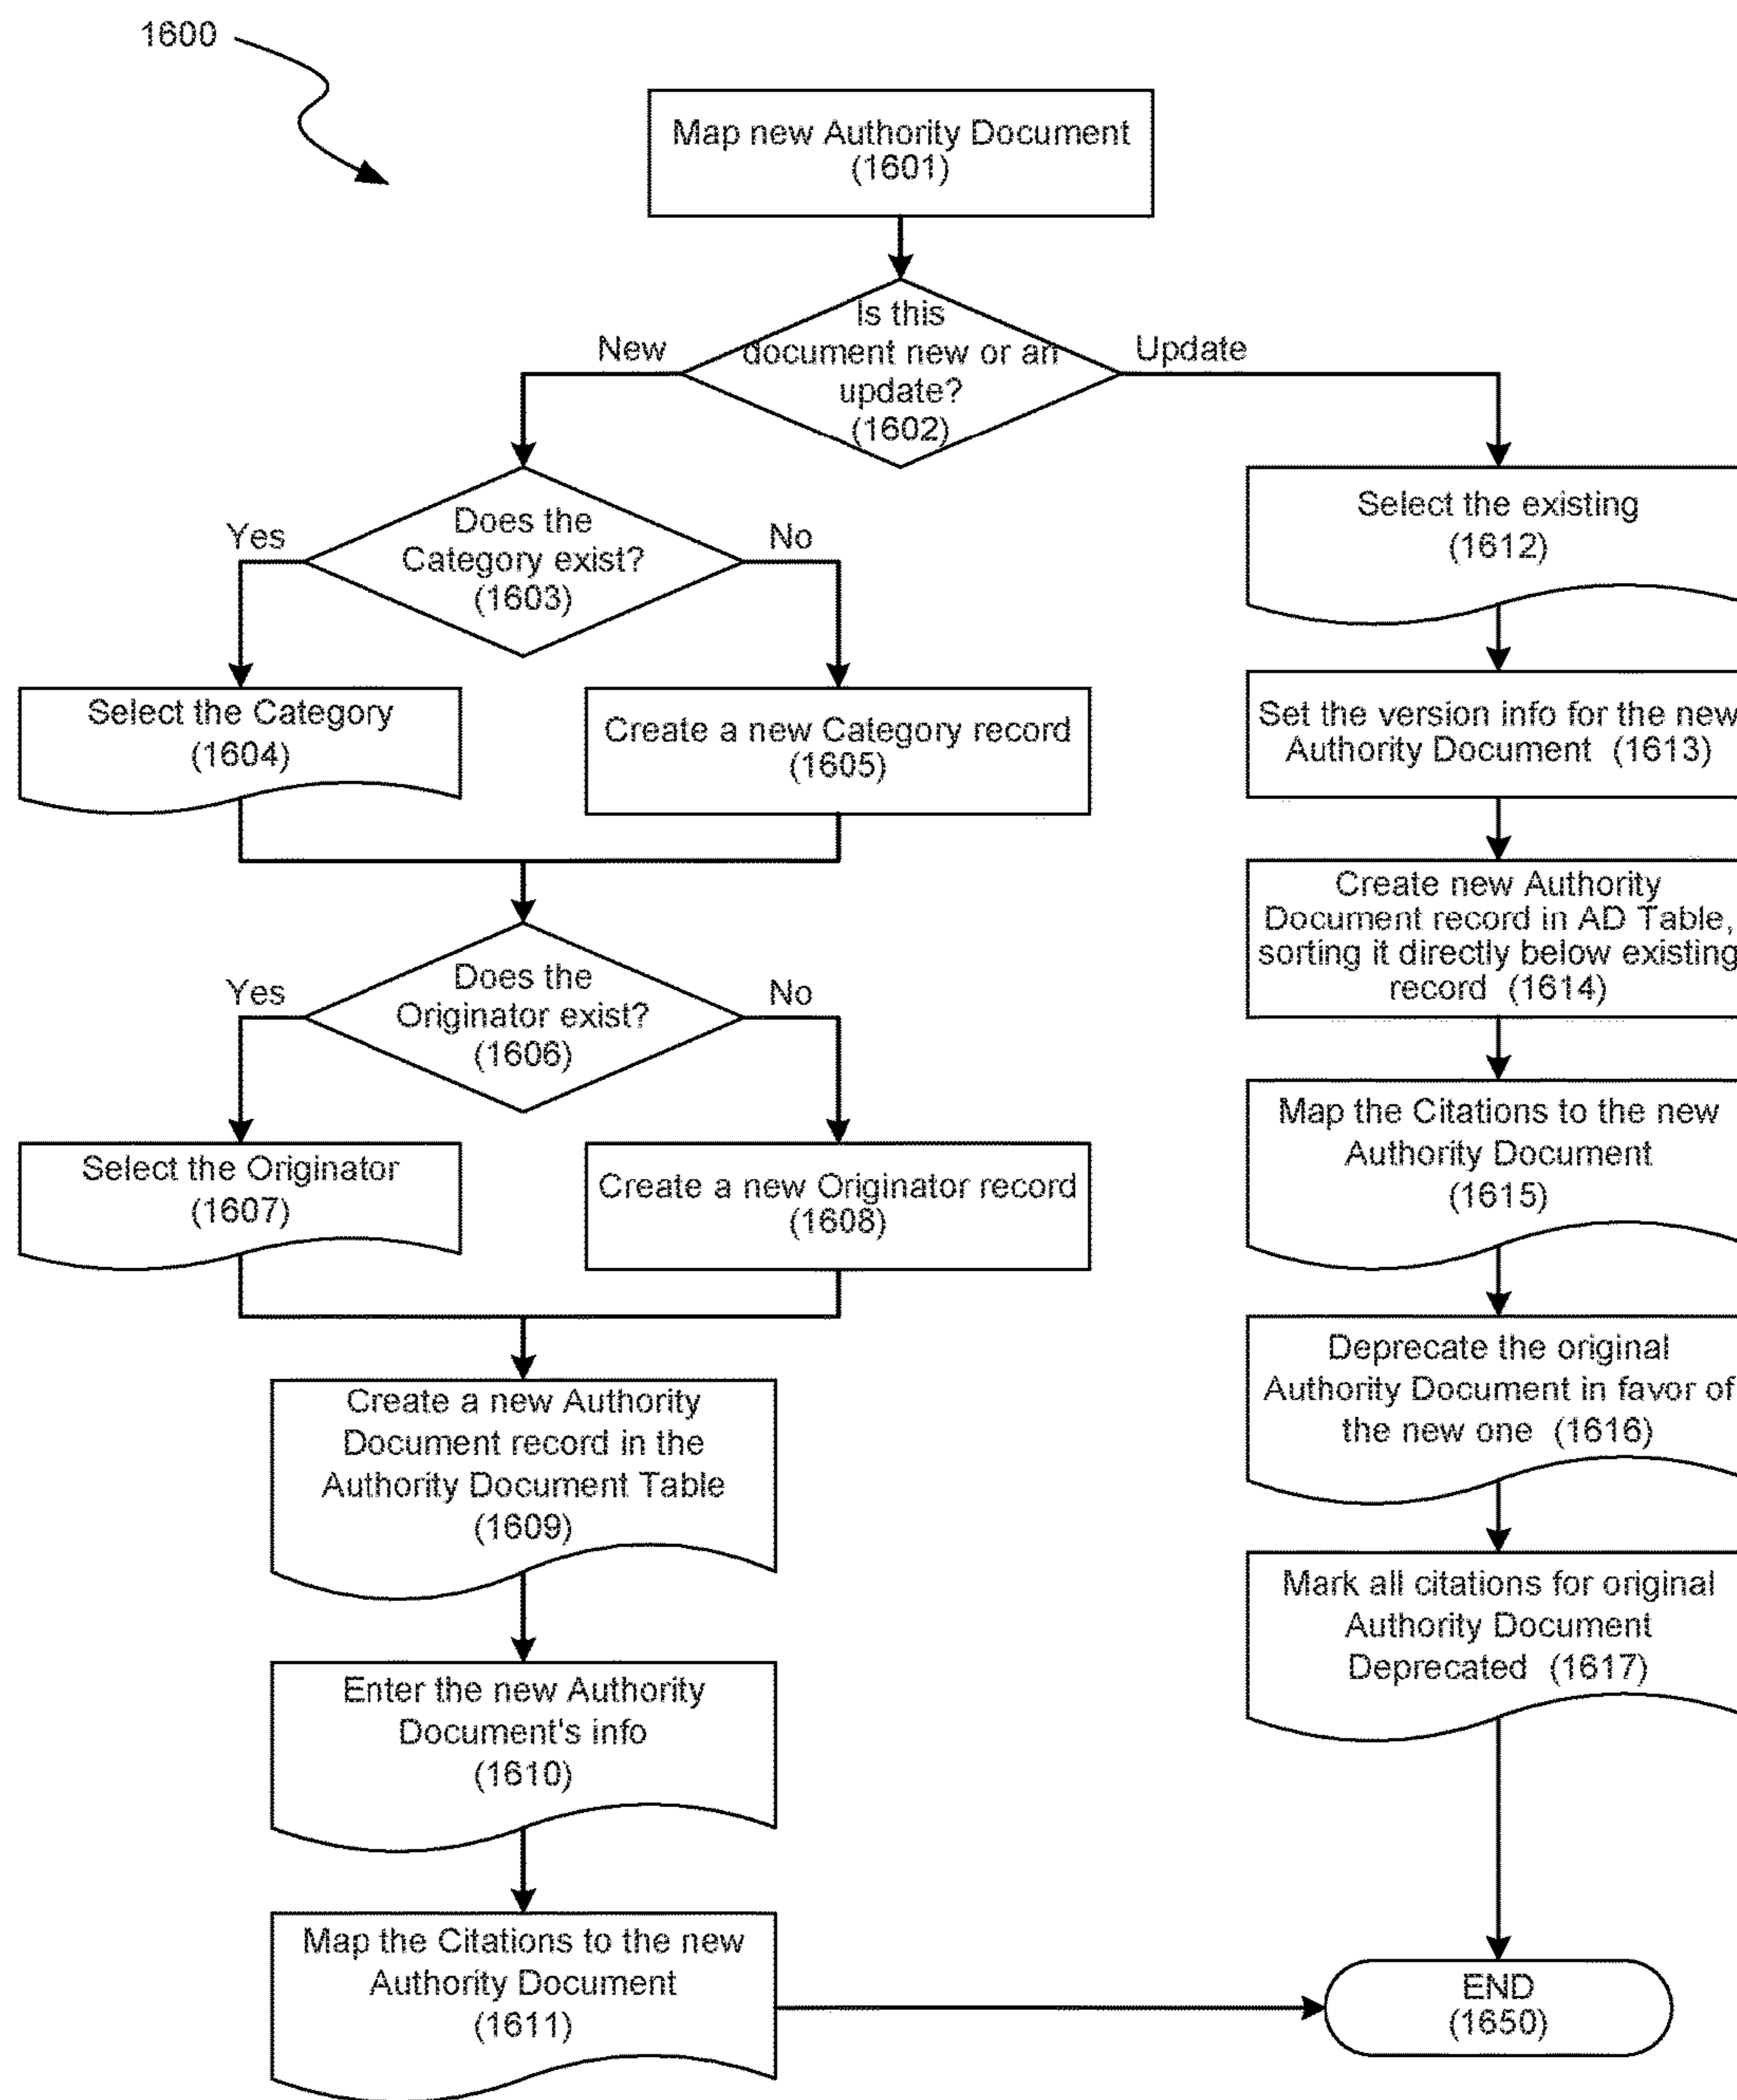 1600
Map new Authority Document
(1601)
Is this
document new or an
update?
(1602)
New
Update
Does the
Category exist?
(1603)
Yes
No
Select the Category
(1604)
Create a new Category record
(1605)
Does the
Originator exist?
(1606)
Yes
No
Select the Originator
(1607)
Create a new Originator record
(1608)
Create a new Authority
Document record in the
Authority Document Table
(1609)
Enter the new Authority
Document's info
(1610)
Map the Citations to the new
Authority Document
(1611)
Select the existing
(1612)
Set the version info for the new
Authority Document (1613)
Create new Authority
Document record in AD Table,
sorting it directly below existing
record (1614)
Map the Citations to the new
Authority Document
(1615)
Deprecate the original
Authority Document in favor of
the new one (1616)
Mark all citations for original
Authority Document
Deprecated (1617)
END
(1650)